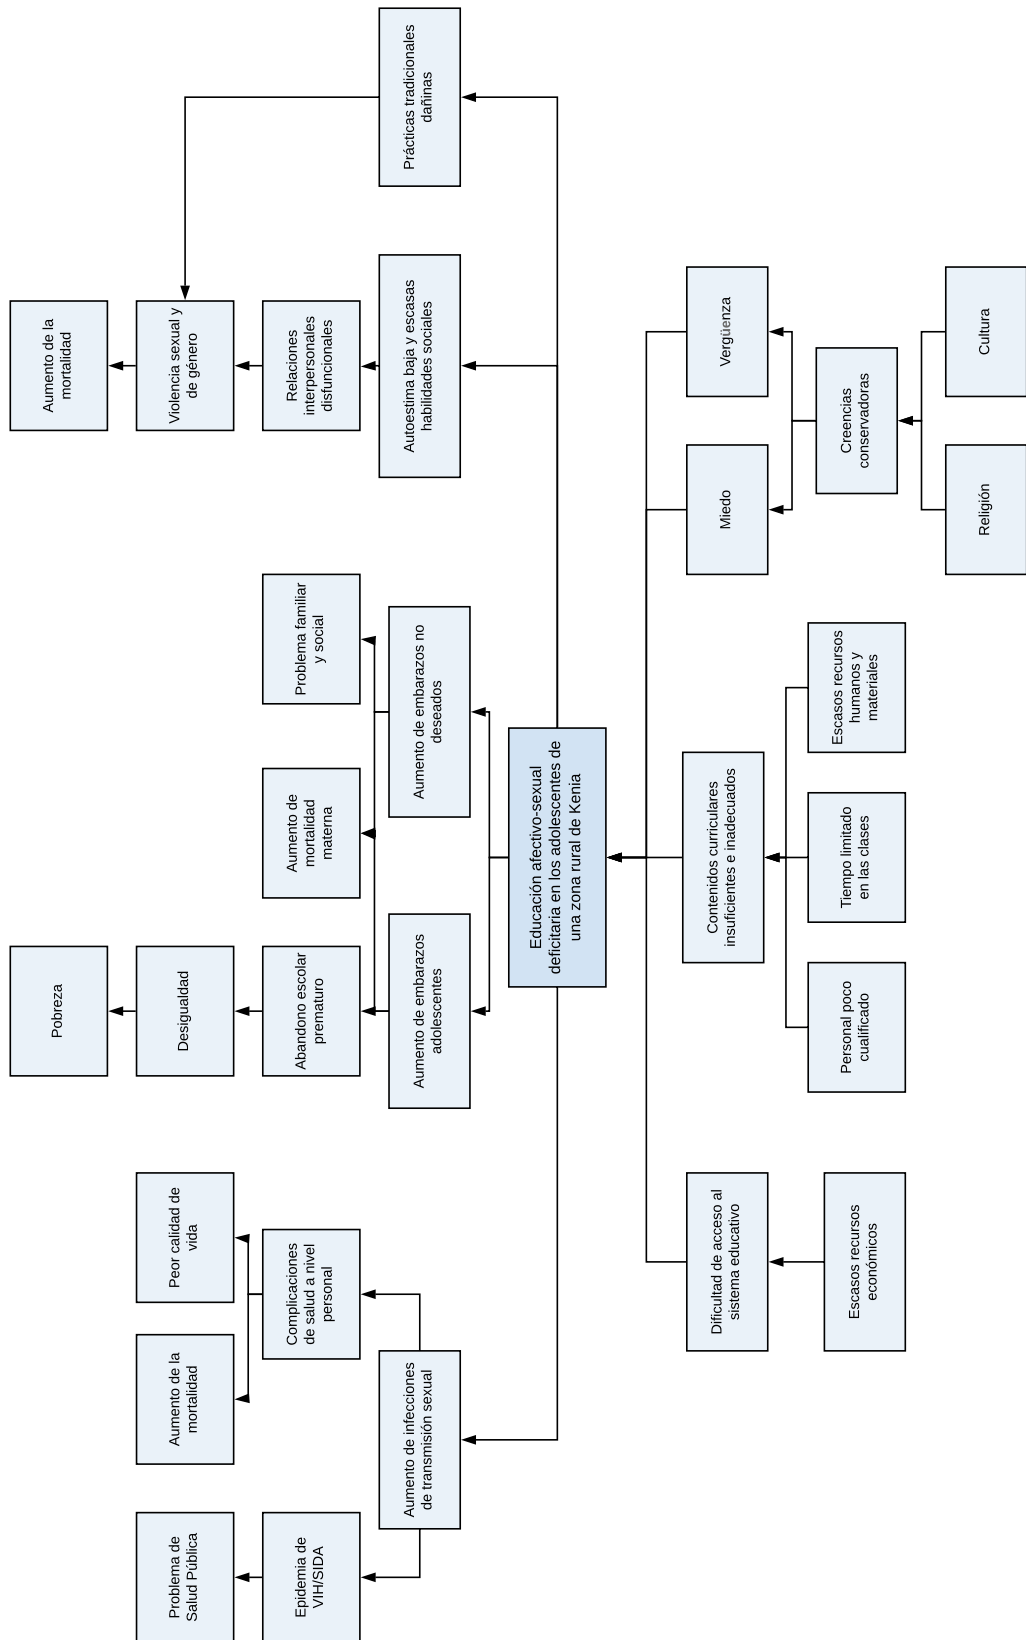 Pobreza
Aumento de la
mortalidad
Problema de
Salud Pública
Aumento de la
mortalidad
Peor calidad de
vida
Desigualdad
Violencia sexual y
de género
Epidemia de
VIH/SIDA
Complicaciones
de salud a nivel
personal
Abandono escolar
prematuro
Aumento de
mortalidad
materna
Problema familiar
y social
Relaciones
interpersonales
disfuncionales
Aumento de infecciones
de transmisión sexual
Aumento de embarazos
adolescentes
Aumento de embarazos no
deseados
Autoestima baja y escasas
habilidades sociales
Prácticas tradicionales
dañinas
Educación afectivo-sexual
deficitaria en los adolescentes de
una zona rural de Kenia
Dificultad de acceso al
sistema educativo
Contenidos curriculares
insuficientes e inadecuados
Miedo
Vergüenza
Escasos recursos
económicos
Personal poco
cualificado
Tiempo limitado
en las clases
Escasos recursos
humanos y
materiales
Creencias
conservadoras
Religión
Cultura